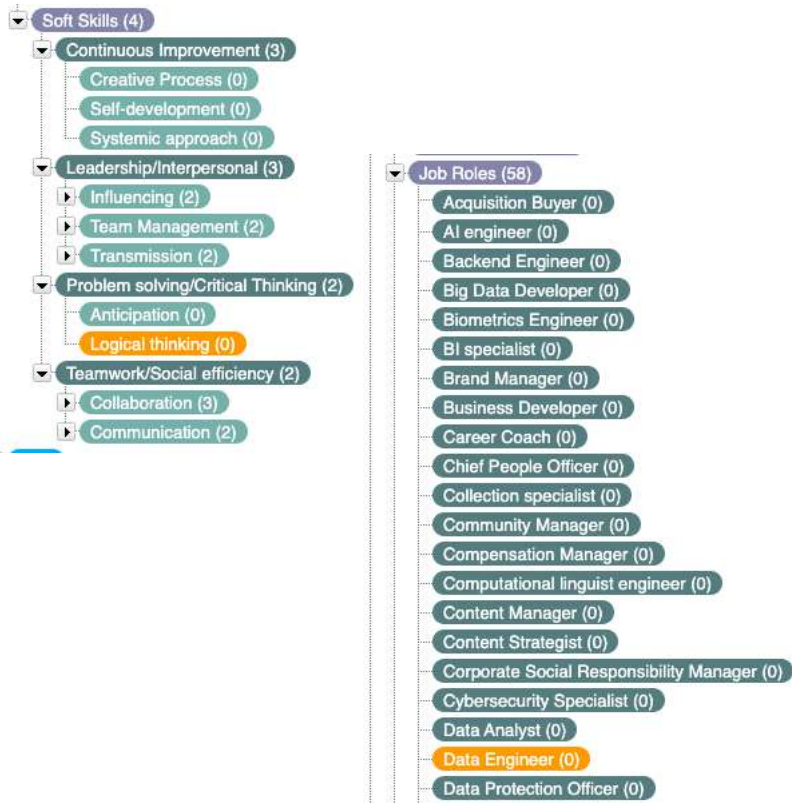 Soft Skills (4)
Continuous Improvement (3)
Creative Process (0)
Self-development (0)
Systemic approach (0)
Leadership/Interpersonal (3)
Influencing (2)
Team Management (2)
Transmission (2)
Problem solving/Critical Thinking (2)
Anticipation (0)
Logical thinking (0)
Teamwork/Social efficiency (2)
Collaboration (3)
Communication (2)
Job Roles (58)
Acquisition Buyer (0)
AI engineer (0)
Backend Engineer (0)
Big Data Developer (0)
Biometrics Engineer (0)
BI specialist (0)
Brand Manager (0)
Business Developer (0)
Career Coach (0)
Chief People Officer (0)
Collection specialist (0)
Community Manager (0)
Compensation Manager (0)
Computational linguist engineer (0)
Content Manager (0)
Content Strategist (0)
Corporate Social Responsibility Manager (0)
Cybersecurity Specialist (0)
Data Analyst (0)
Data Engineer (0)
Data Protection Officer (0)